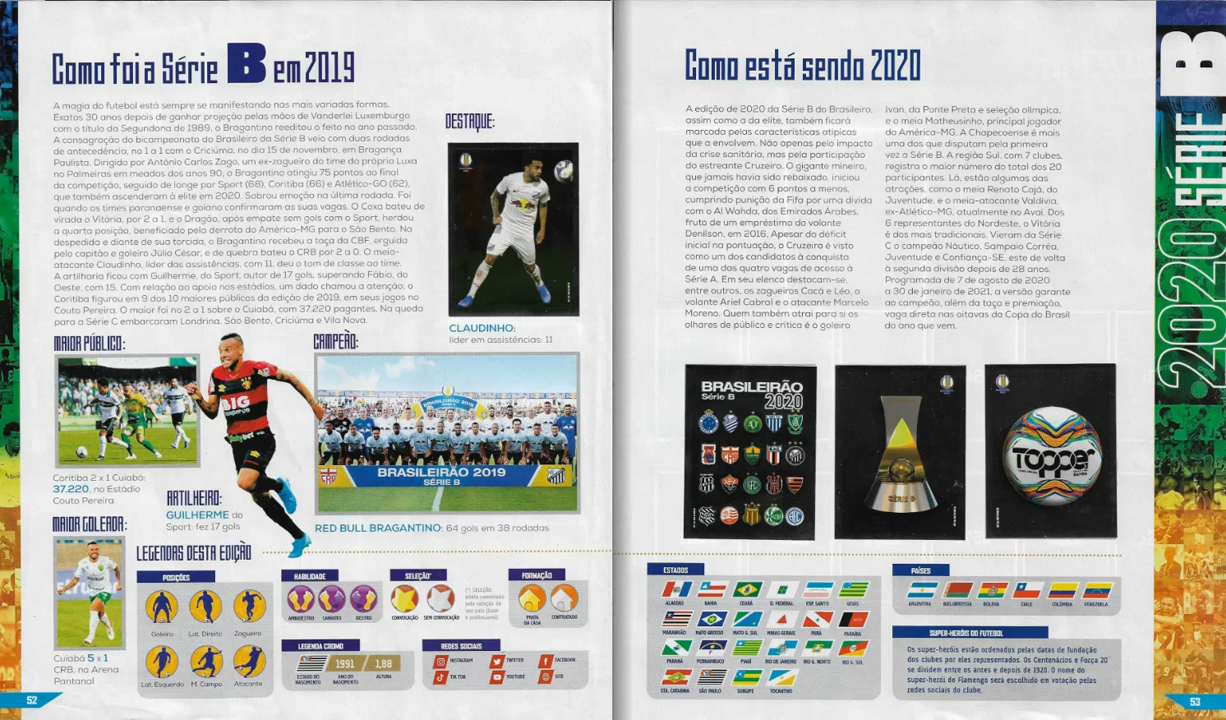 Como foi a Série B em 2019
A magia do futebol está sempre se manifestando nas mais variadas formas.
Exatos 30 anos depois de ganhar projeção pelas mãos de Vanderlei Luxemburgo
com o título da Segundona de 1989, o Bragantino reeditou o feito no ano passado.
A consagração do bicampeonato do Brasileiro da Série B veio com duas rodadas
de antecedência, no 1 a 1 com o Criciúma, no dia 15 de novembro, em Bragança
Paulista. Dirigido por Antônio Carlos Zago, um ex-zagueiro do time do próprio Luxa
no Palmeiras em meados dos anos 90, o Bragantino atingiu 75 pontos ao final
da competição, seguido de longe por Sport (68), Coritiba (66) e Atlético-GO (62),
que também ascenderam à elite em 2020. Sobrou emoção na última rodada. Foi
quando os times paranaense e goiano confirmaram as suas vagas. O Coxa bateu de
virada o Vitória, por 2 a 1, e o Dragão, após empate sem gols com o Sport, herdou
a quarta posição, beneficiado pela derrota do América-MG para o São Bento. Na
despedida e diante de sua torcida, o Bragantino recebeu a taça da CBF, erguida
pelo capitão e goleiro Júlio César, e de quebra bateu o CRB por 2 a 0. O meia-
atacante Claudinho, líder das assistências, com 11, deu o tom de classe ao time.
A artilharia ficou com Guilherme, do Sport, autor de 17 gols, superando Fábio, do
Oeste, com 15. Com relação ao apoio nos estádios, um dado chamou a atenção: o
Coritiba figurou em 9 dos 10 maiores públicos da edição de 2019, em seus jogos no
Couto Pereira. O maior foi no 2 a 1 sobre o Cuiabá, com 37.220 pagantes. Na queda
para a Série C embarcaram Londrina, São Bento, Criciúma e Vila Nova.
DESTAQUE:
CLAUDINHO:
líder em assistências: 11
MAIOR PÚBLICO:
Coritiba 2 x 1 Cuiabá:
37.220, no Estádio
Couto Pereira
BIG
ARTILHEIRO:
GUILHERME do
Sport: fez 17 gols
CAMPEÃO:
BRASILEIRÃO 2019
SÉRIE B
RED BULL BRAGANTINO: 64 gols em 38 rodadas
MAIOR GOLEADA:
Cuiabá 5 x 1
CRB, na Arena
Pantanal
LEGENDAS DESTA EDIÇÃO
POSIÇÕES
Goleiro
Lat. Direito
Zagueiro
Lat. Esquerdo
M. Campo
Atacante
HABILIDADE
AMBIDESTRO
CANHOTO
DESTRO
SELEÇÃO*
CONVOCAÇÃO
SEM CONVOCAÇÃO
FORMAÇÃO
PRATA
DA CASA
CONTRATADO
LEGENDA CROMO
1991
1,88
ESTADO DO
NASCIMENTO
ANO DO
NASCIMENTO
ALTURA
REDES SOCIAIS
INSTAGRAM
TWITTER
FACEBOOK
TIK TOK
YOUTUBE
SITE
52
Como está sendo 2020
A edição de 2020 da Série B do Brasileiro,
assim como a da elite, também ficará
marcada pelas características atípicas
que a envolvem. Não apenas pelo impacto
da crise sanitária, mas pela participação
do estreante Cruzeiro. O gigante mineiro,
que jamais havia sido rebaixado, iniciou
a competição com 6 pontos a menos,
cumprindo punição da Fifa por uma dívida
com o Al Wahda, dos Emirados Árabes,
fruto de um empréstimo do volante
Denilson, em 2016. Apesar do déficit
inicial na pontuação, o Cruzeiro é visto
como um dos candidatos à conquista
de uma das quatro vagas de acesso à
Série A. Em seu elenco destacam-se,
entre outros, os zagueiros Cacá e Léo, o
volante Ariel Cabral e o atacante Marcelo
Moreno. Quem também atrai para si os
olhares de público e crítica é o goleiro
Ivan, da Ponte Preta e seleção olímpica,
e o meia Matheusinho, principal jogador
do América-MG. A Chapecoense é mais
uma dos que disputam pela primeira
vez a Série B. A região Sul, com 7 clubes,
registra o maior número do total dos 20
participantes. Lá, estão algumas das
atrações, como o meia Renato Cajá, do
Juventude, e o meia-atacante Valdívia,
ex-Atlético-MG, atualmente no Avaí. Dos
6 representantes do Nordeste, o Vitória
é dos mais tradicionais. Vieram da Série
C o campeão Náutico, Sampaio Corrêa,
Juventude e Confiança-SE, este de volta
à segunda divisão depois de 28 anos.
Programada de 7 de agosto de 2020
a 30 de janeiro de 2021, a versão garante
ao campeão, além da taça e premiação,
vaga direta nas oitavas da Copa do Brasil
do ano que vem.
BRASILEIRÃO
Série B 2020
SÉRIE B
Topper
ESTADOS
ALAGOAS
BAHIA
CEARÁ
D. FEDERAL
ESP. SANTO
GOIÁS
MARANHÃO
MATO GROSSO
MATO G. SUL
MINAS GERAIS
PARÁ
PARAÍBA
PARANÁ
PERNAMBUCO
PIAUÍ
RIO DE JANEIRO
RIO G. NORTE
RIO G. SUL
STA. CATARINA
SÃO PAULO
SERGIPE
TOCANTINS
PAÍSES
ARGENTINA
BIELORRÚSSIA
BOLÍVIA
CHILE
COLÔMBIA
VENEZUELA
SUPER-HERÓIS DO FUTEBOL
Os super-heróis estão ordenados pelas datas de fundação
dos clubes por eles representados. Os Centenários e Força 20
se dividem entre os antes e depois de 1920. O nome do
super-herói do Flamengo será escolhido em votação pelas
redes sociais do clube.
2020 SÉRIE B
53